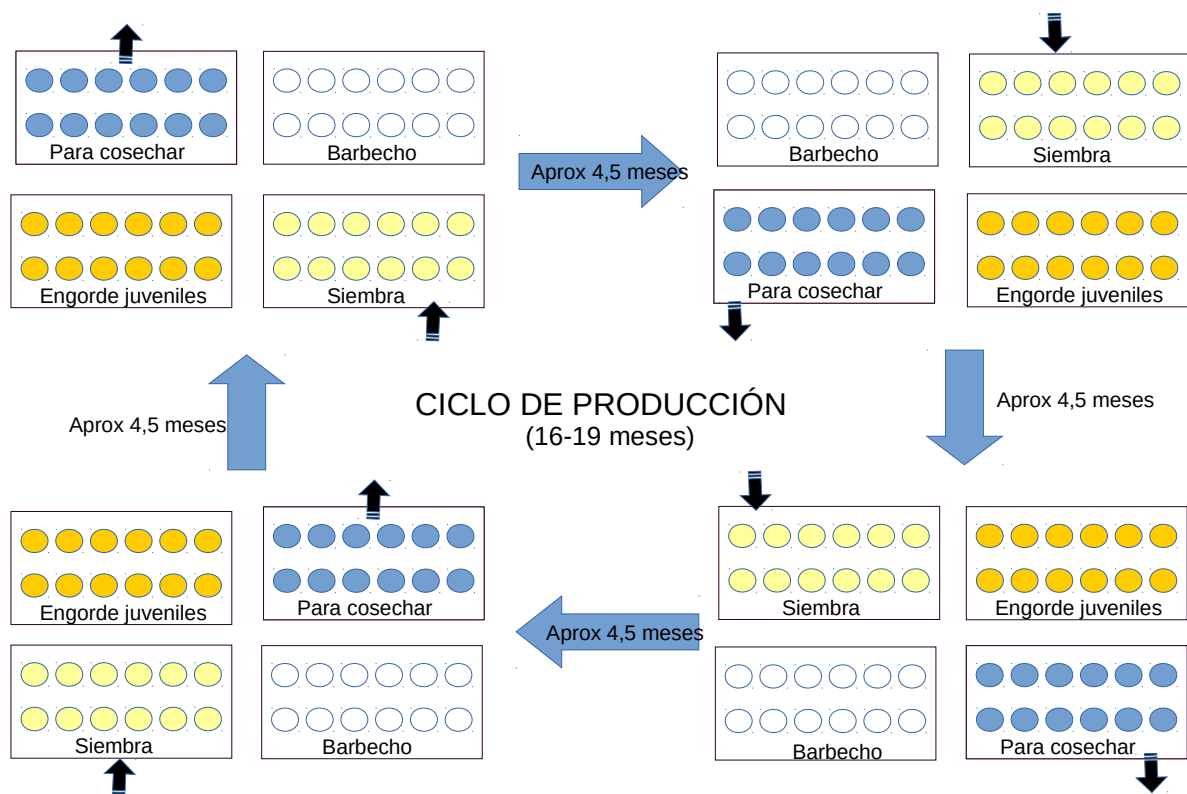 Para cosechar
Barbecho
Engorde juveniles
Siembra
Aprox 4,5 meses
Barbecho
Siembra
Para cosechar
Engorde juveniles
Aprox 4,5 meses
CICLO DE PRODUCCIÓN
(16-19 meses)
Aprox 4,5 meses
Engorde juveniles
Para cosechar
Siembra
Barbecho
Aprox 4,5 meses
Siembra
Engorde juveniles
Barbecho
Para cosechar